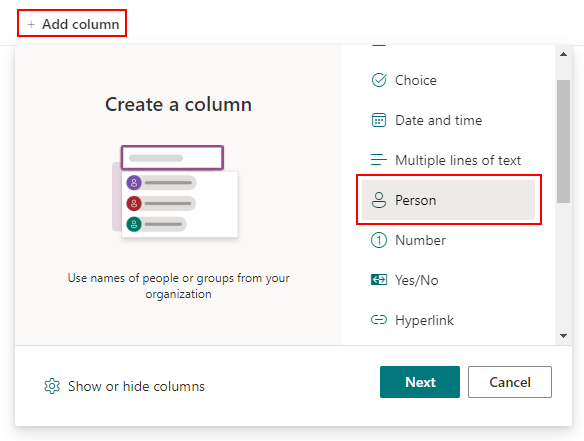 + Add column
Create a column
Use names of people or groups from your
organization
Choice
Date and time
Multiple lines of text
Person
1 Number
Yes/No
Hyperlink
Show or hide columns
Next
Cancel